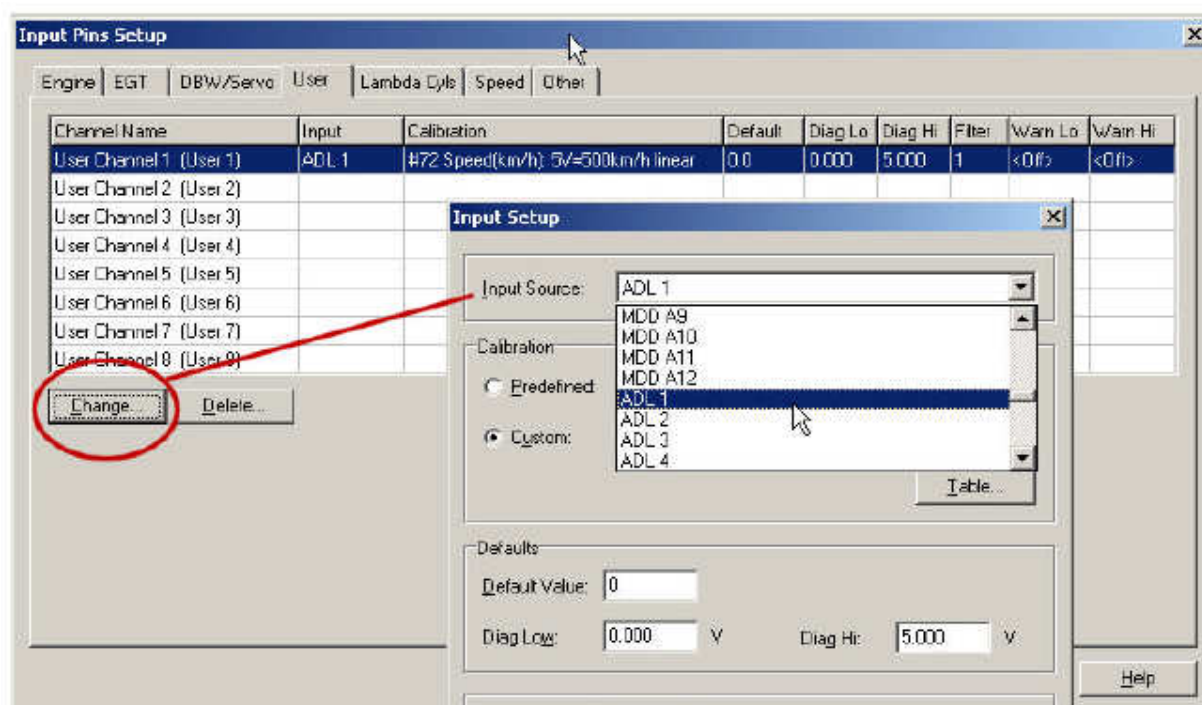 Input Pins Setup
Engine EGT DBW/Servo User Lambda Cyls Speed Other
Channel Name Input Calibration Default Diag Lo Diag Hi Filter Warn Lo Warn Hi
User Channel 1 (User 1) ADL 1 #72 Speed(km/h): 5V=500km/h linear 0.0 0.000 5.000 1 <Off> <Off>
User Channel 2 (User 2)
User Channel 3 (User 3)
User Channel 4 (User 4)
User Channel 5 (User 5)
User Channel 6 (User 6)
User Channel 7 (User 7)
User Channel 8 (User 8)
Change... Delete...
Input Setup
Input Source: ADL 1
MDD A9
MDD A10
MDD A11
MDD A12
ADL 1
ADL 2
ADL 3
ADL 4
Calibration
Predefined:
Custom:
Table...
Defaults
Default Value: 0
Diag Low: 0.000 V Diag Hi: 5.000 V
Help